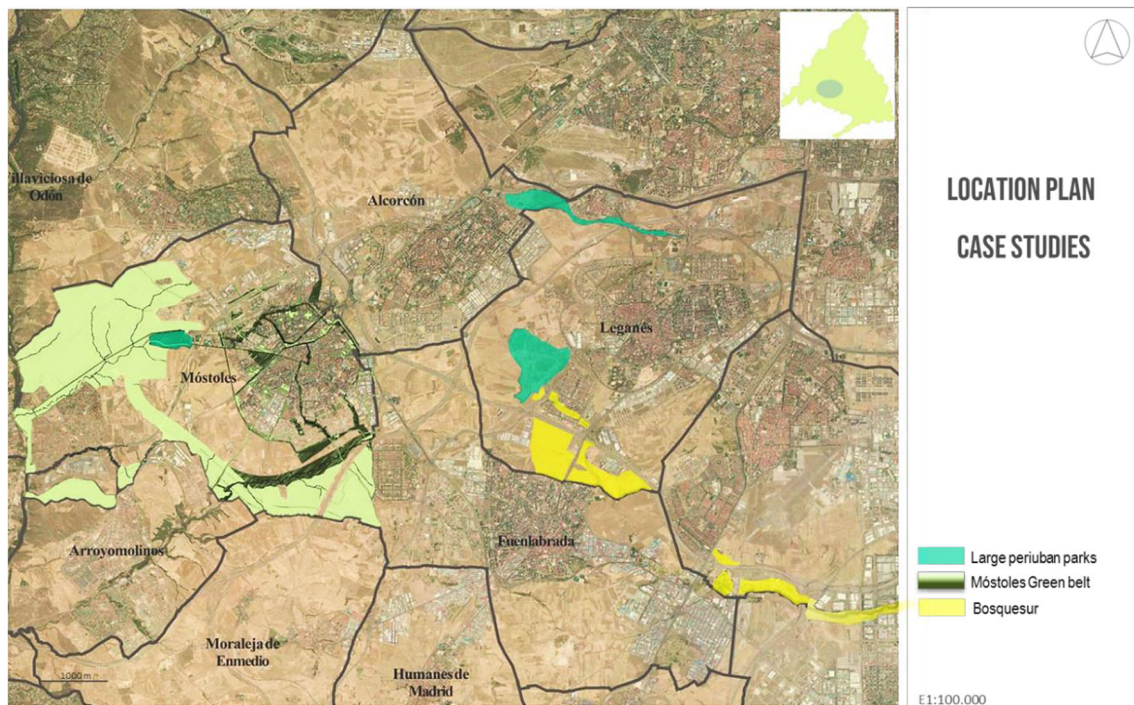 LOCATION PLAN
CASE STUDIES
Villaviciosa de
Odón
Alcorcón
Leganés
Móstoles
Arroyomolinos
Fuenlabrada
Moraleja de
Enmedio
Humanes de
Madrid
1000 m
Large periuban parks
Móstoles Green belt
Bosquesur
E1:100.000